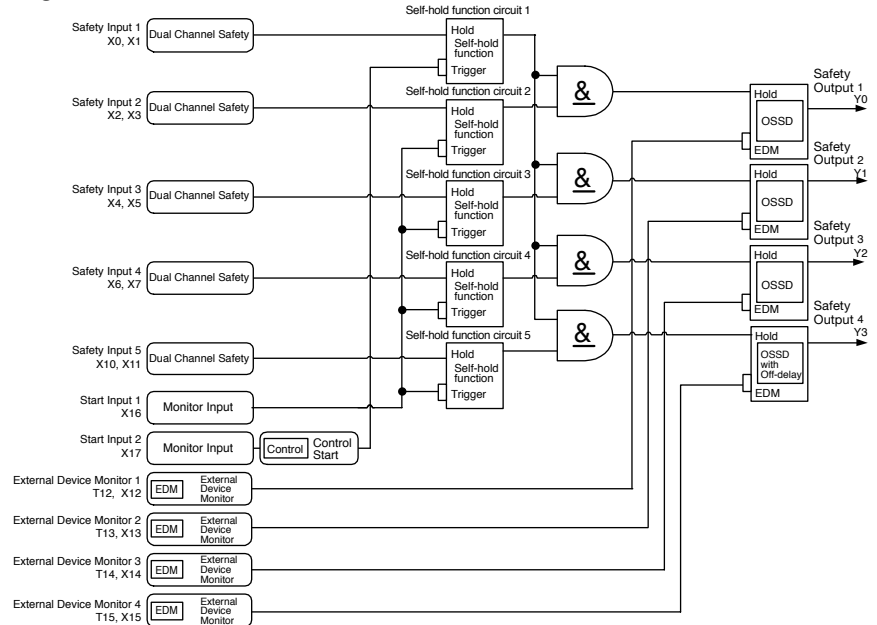 Self-hold function circuit 1
Safety Input 1
X0, X1
Dual Channel Safety
Hold
Self-hold
function
Trigger
Self-hold function circuit 2
Safety Input 2
X2, X3
Dual Channel Safety
Hold
Self-hold
function
Trigger
&
Hold
OSSD
EDM
Safety
Output 1
Y0
Self-hold function circuit 3
Safety Input 3
X4, X5
Dual Channel Safety
Hold
Self-hold
function
Trigger
&
Hold
OSSD
EDM
Safety
Output 2
Y1
Self-hold function circuit 4
Safety Input 4
X6, X7
Dual Channel Safety
Hold
Self-hold
function
Trigger
&
Hold
OSSD
EDM
Safety
Output 3
Y2
Self-hold function circuit 5
Safety Input 5
X10, X11
Dual Channel Safety
Hold
Self-hold
function
Trigger
&
Hold
OSSD
with
Off-delay
EDM
Safety
Output 4
Y3
Start Input 1
X16
Monitor Input
Start Input 2
X17
Monitor Input
Control
Control
Start
External Device Monitor 1
T12, X12
EDM
External
Device
Monitor
External Device Monitor 2
T13, X13
EDM
External
Device
Monitor
External Device Monitor 3
T14, X14
EDM
External
Device
Monitor
External Device Monitor 4
T15, X15
EDM
External
Device
Monitor